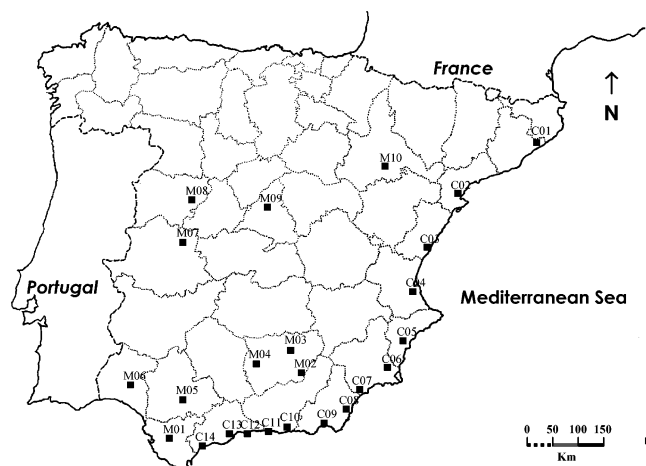 France
N
C01
M10
M08
C02
M09
M07
C03
Portugal
C04
Mediterranean Sea
C05
M03
M04
C06
M02
M06
C07
M05
C08
M01
C13
C12
C11
C10
C09
C14
0 50 100 150
Km